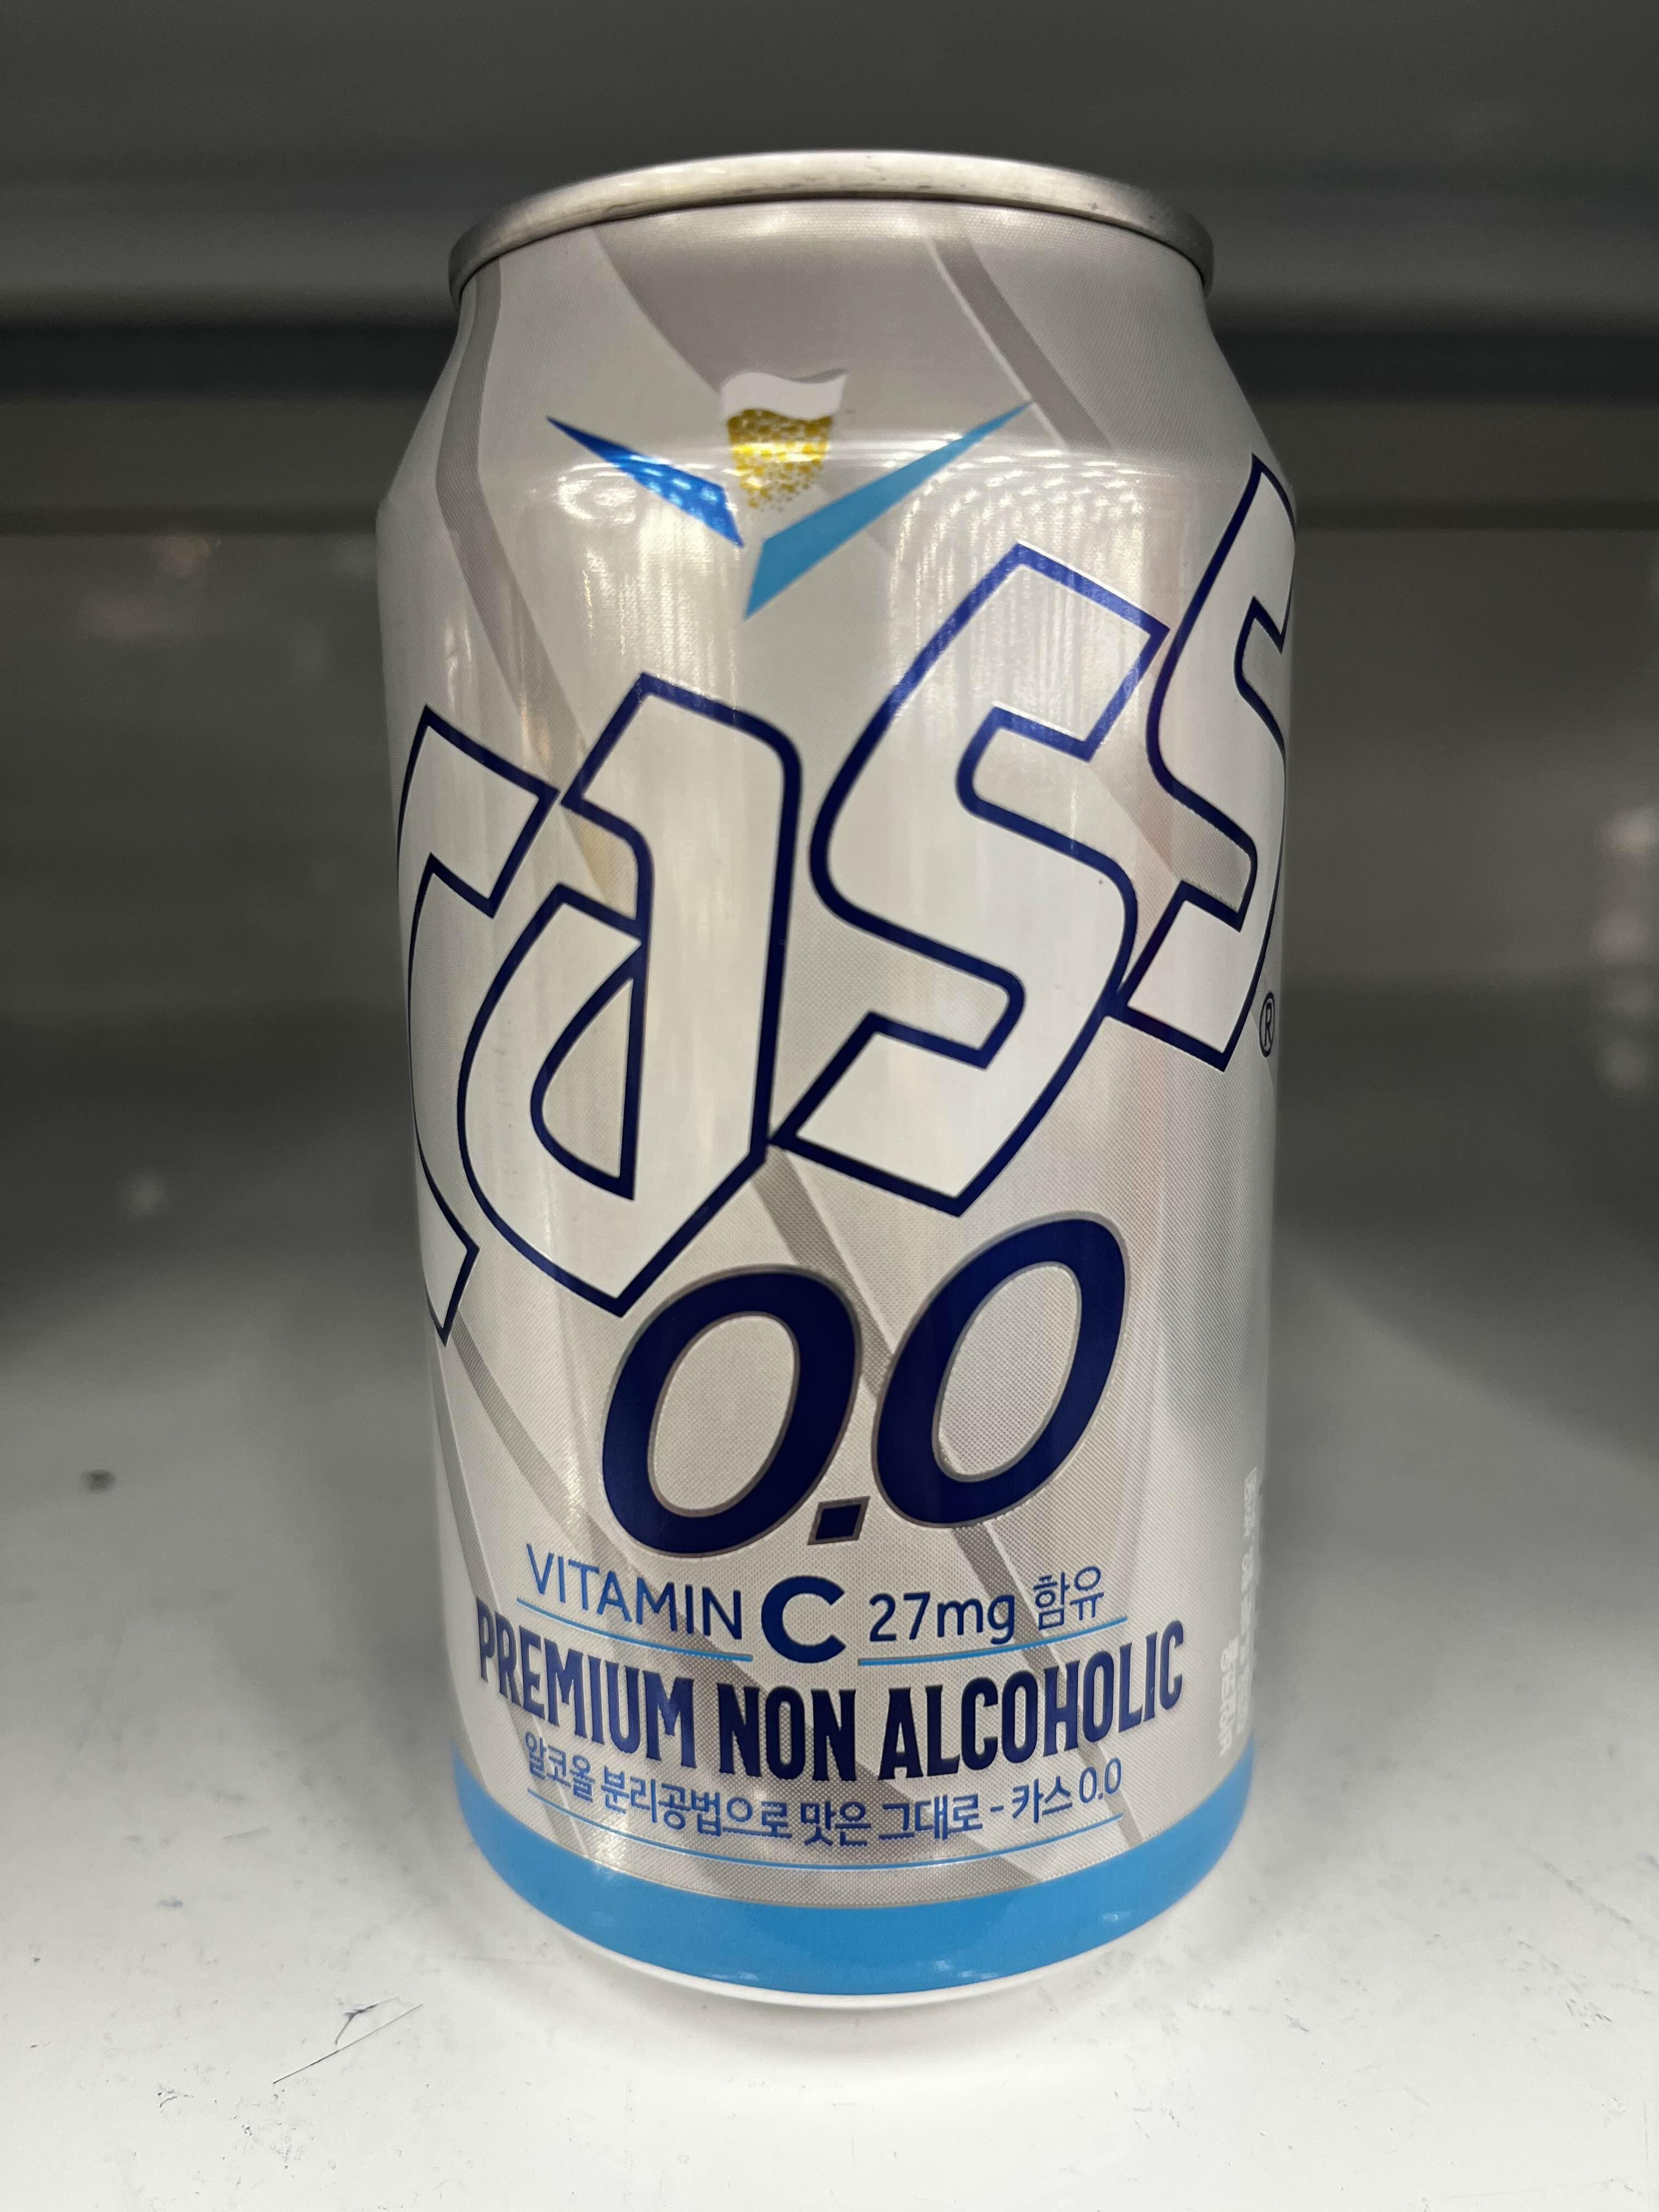 cass
®
0.0
VITAMIN C 27mg 함유
PREMIUM NON ALCOHOLIC
알코올 분리공법으로 맛은 그대로 - 카스 0.0